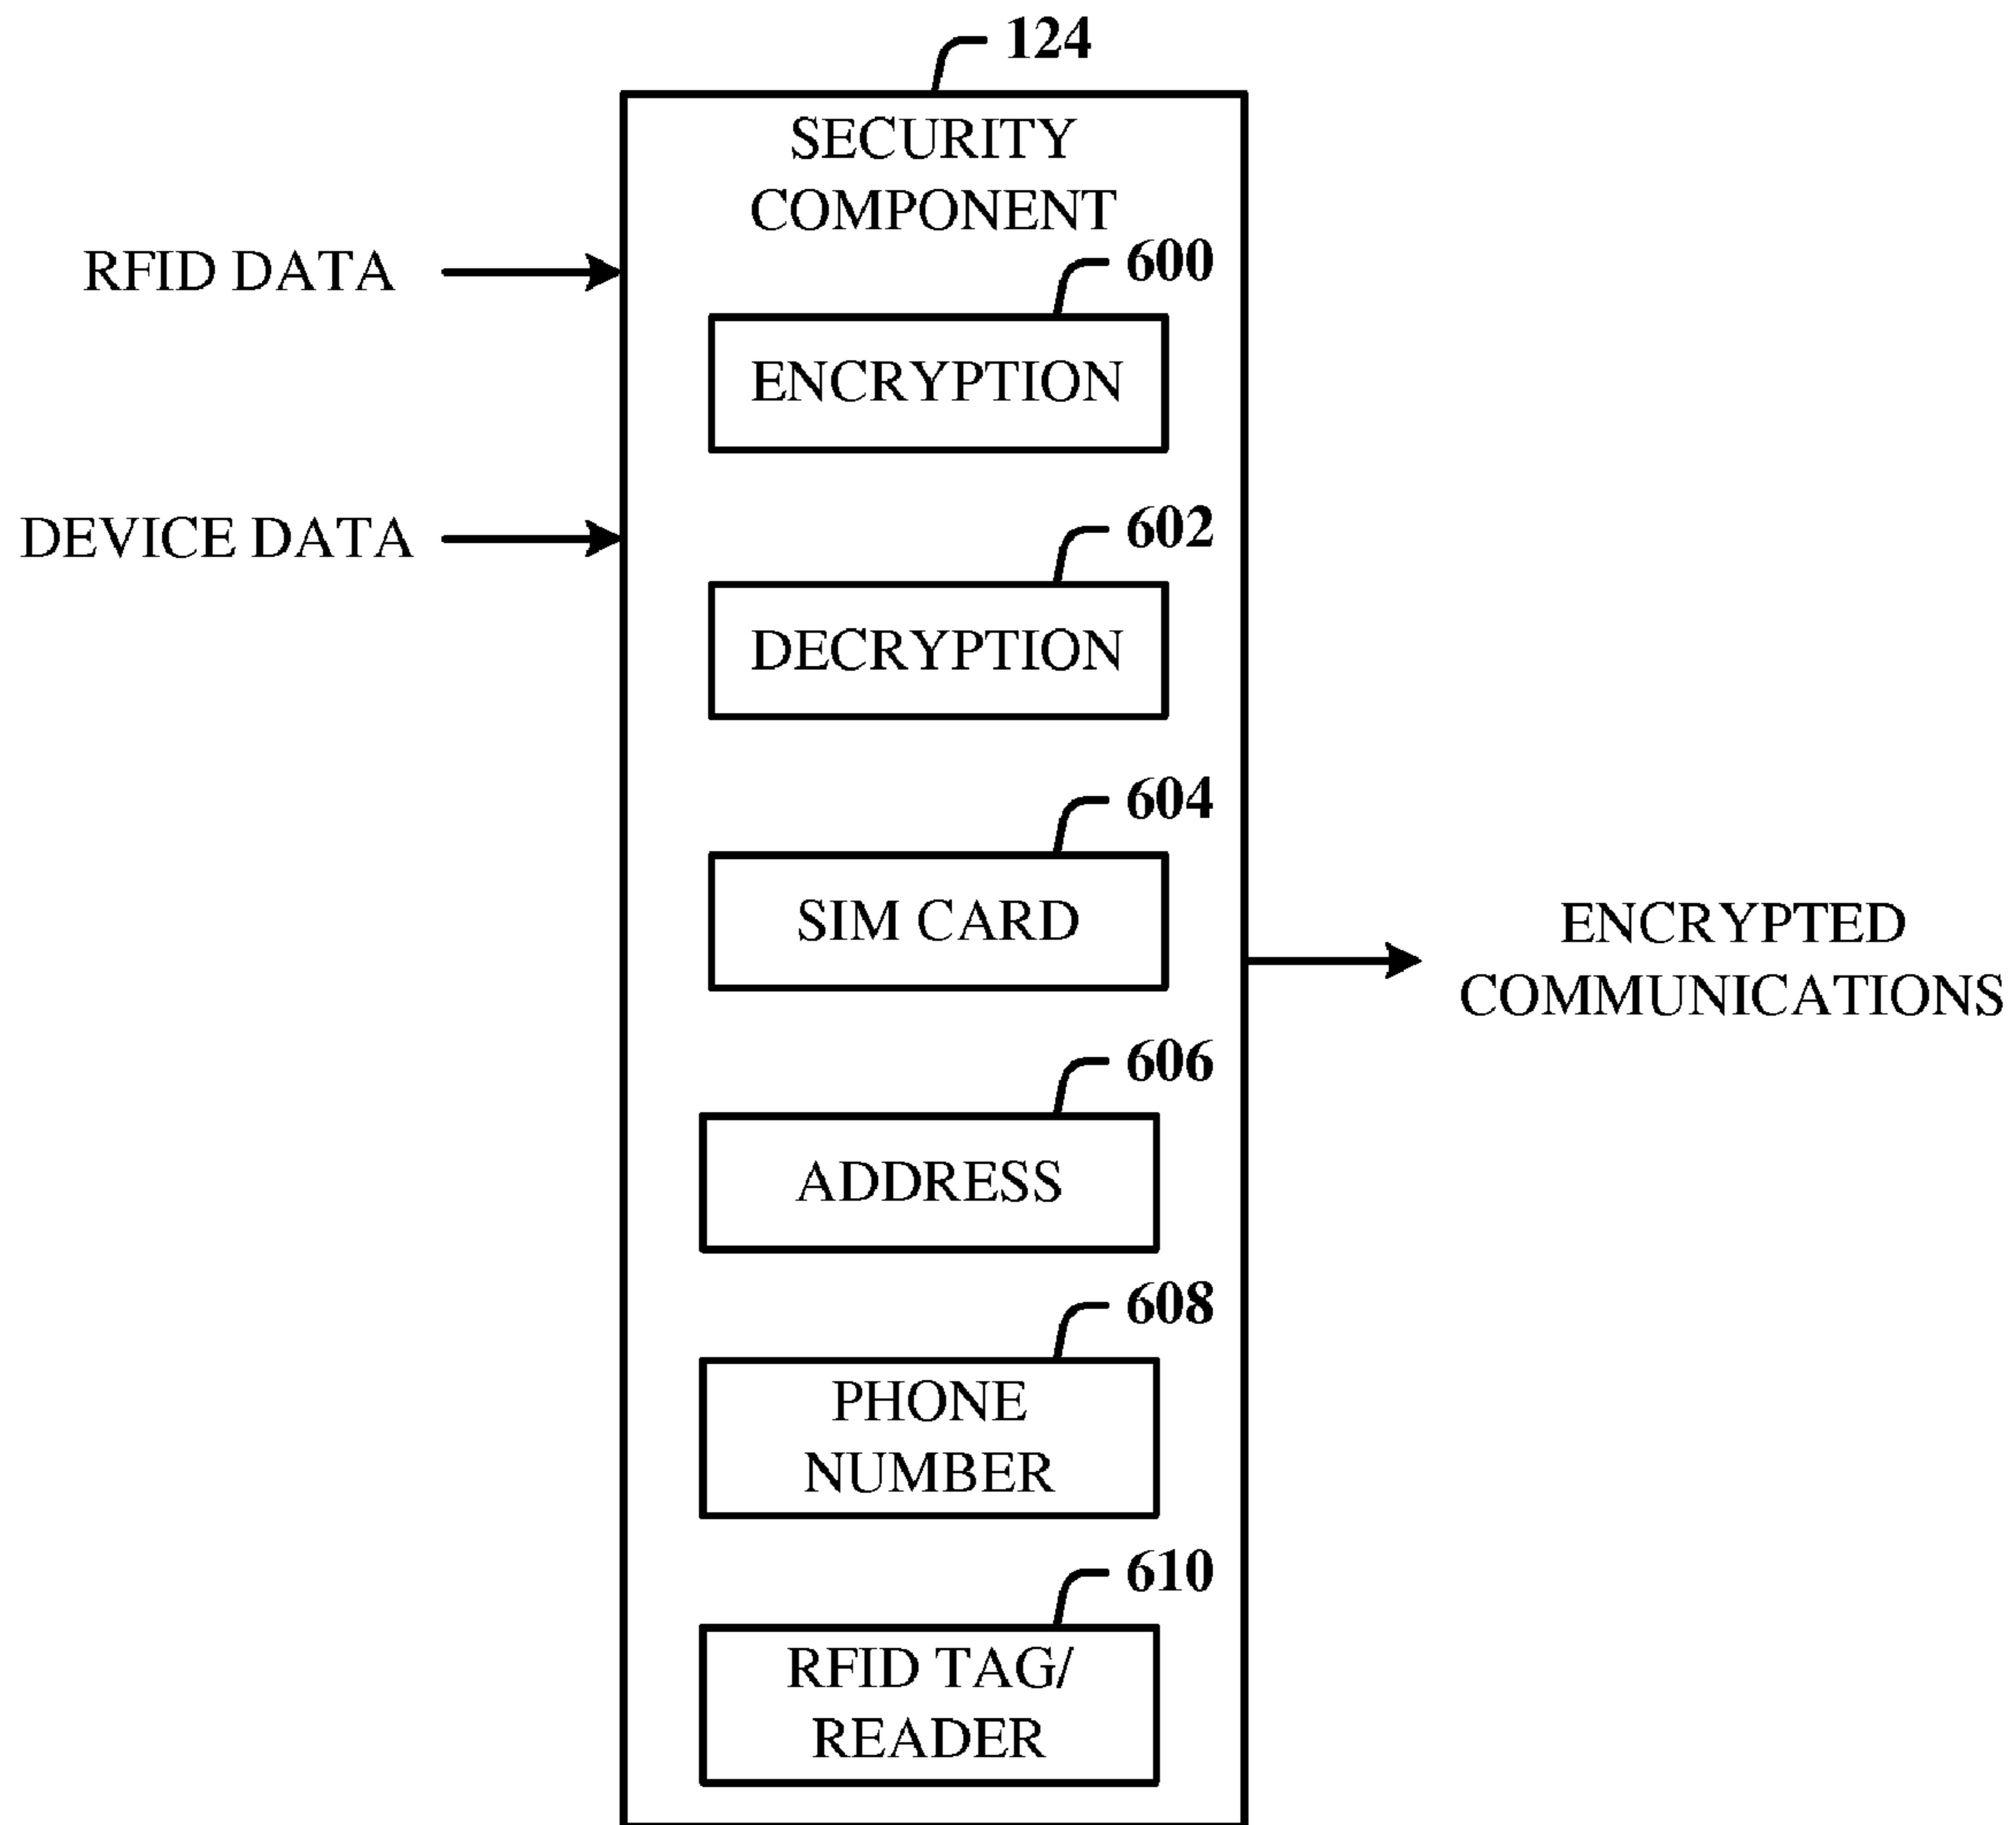 124
SECURITY
COMPONENT
RFID DATA
600
ENCRYPTION
DEVICE DATA
602
DECRYPTION
604
SIM CARD
ENCRYPTED
COMMUNICATIONS
606
ADDRESS
608
PHONE
NUMBER
610
RFID TAG/
READER